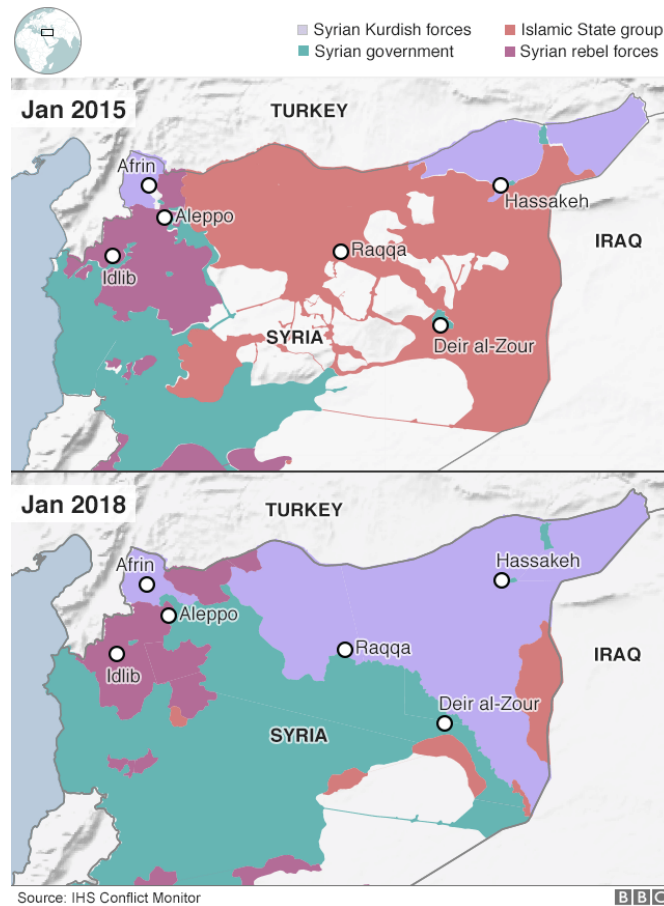 Syrian Kurdish forces
Islamic State group
Syrian government
Syrian rebel forces
Jan 2015
TURKEY
Afrin
Aleppo
Hassakeh
IRAQ
Idlib
Raqqa
SYRIA
Deir al-Zour
Jan 2018
TURKEY
Afrin
Hassakeh
Aleppo
Raqqa
IRAQ
Idlib
Deir al-Zour
SYRIA
Source: IHS Conflict Monitor
BBC